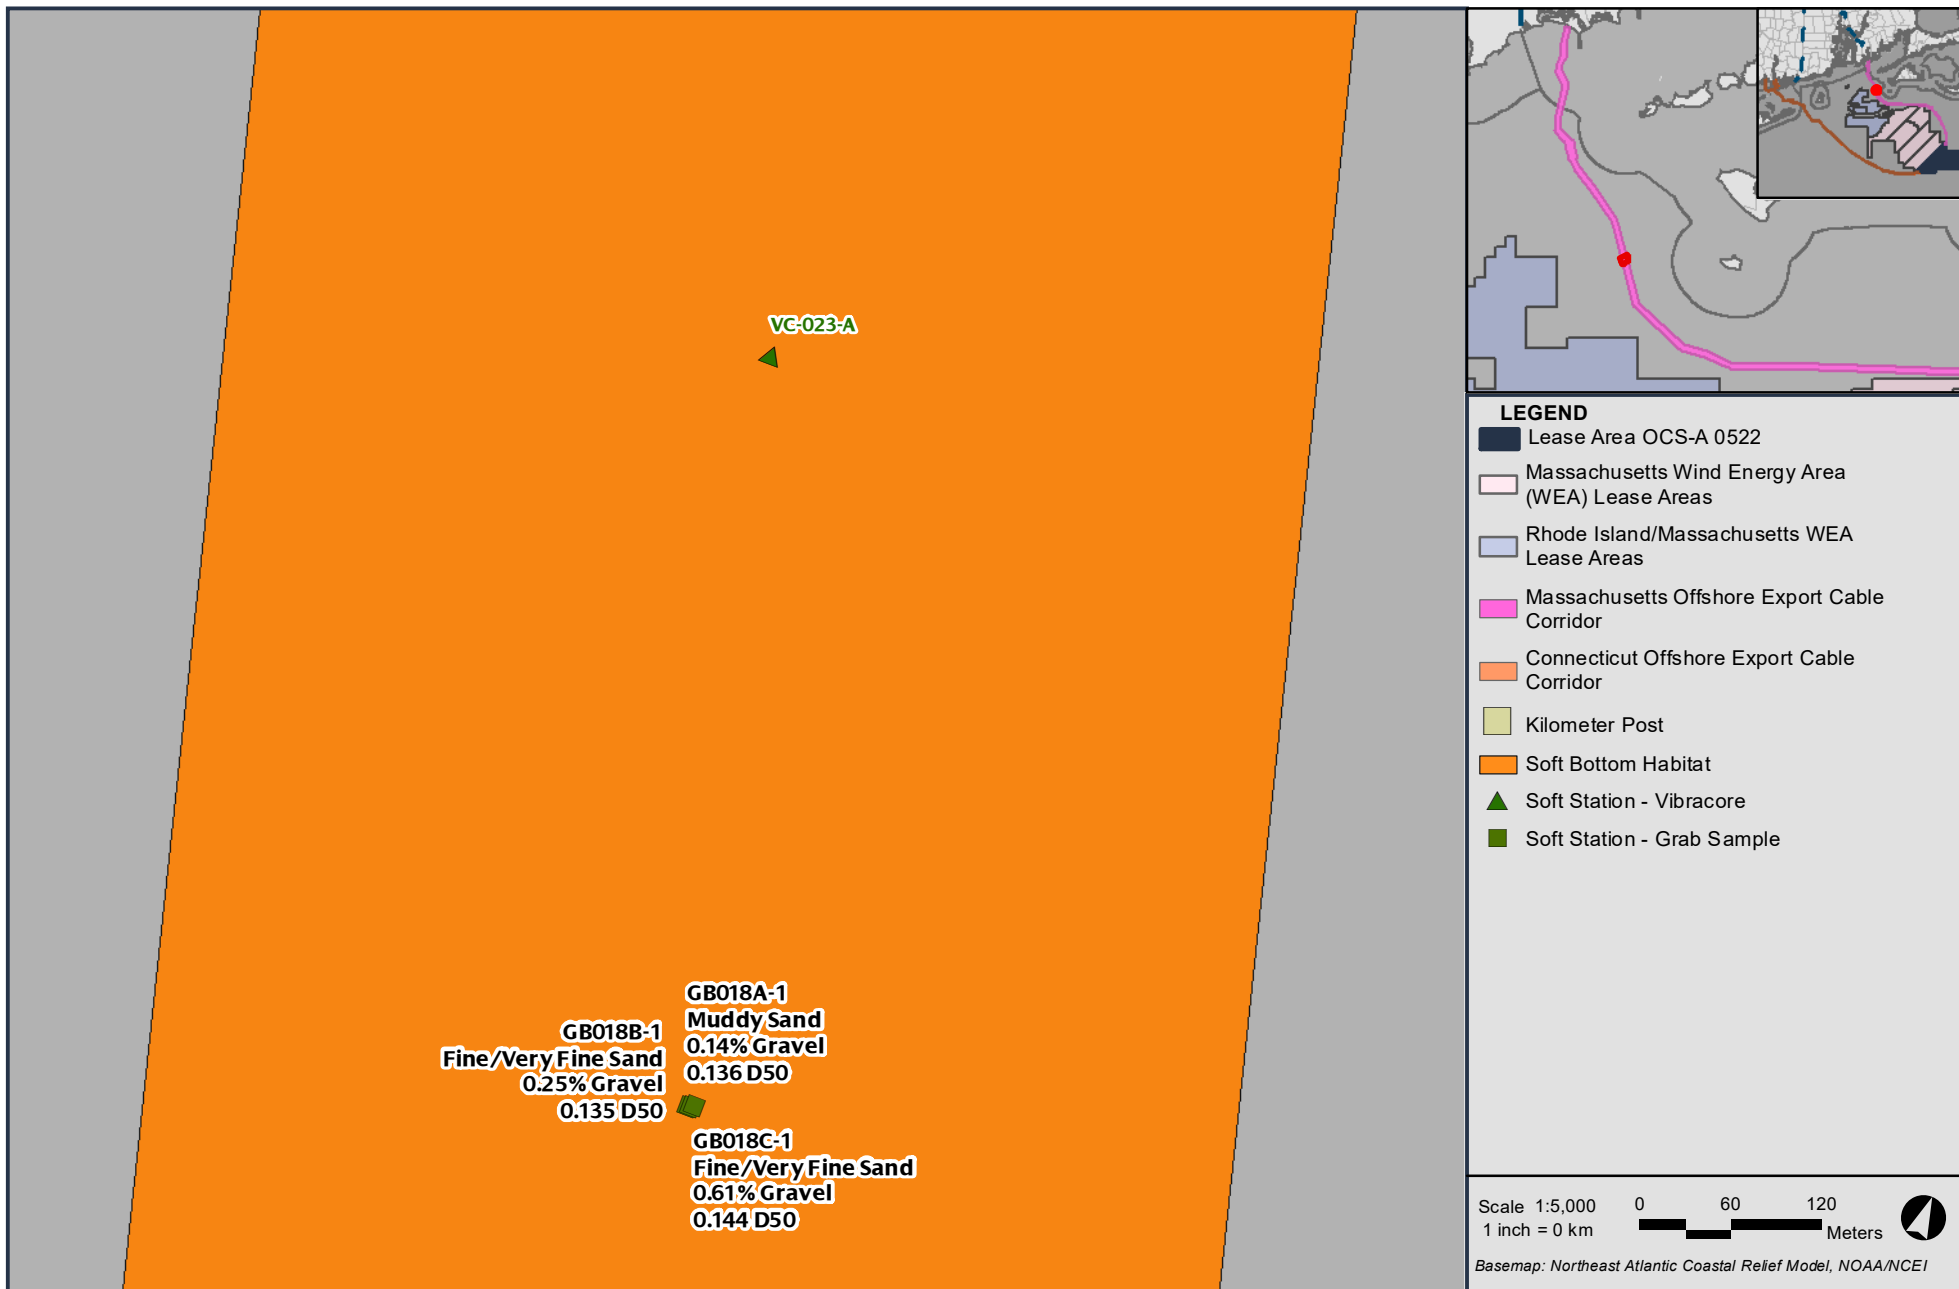 VC-023-A
GB018A-1
Muddy Sand
0.14% Gravel
0.136 D50
GB018B-1
Fine/Very Fine Sand
0.25% Gravel
0.135 D50
GB018C-1
Fine/Very Fine Sand
0.61% Gravel
0.144 D50
LEGEND
Lease Area OCS-A 0522
Massachusetts Wind Energy Area
(WEA) Lease Areas
Rhode Island/Massachusetts WEA
Lease Areas
Massachusetts Offshore Export Cable
Corridor
Connecticut Offshore Export Cable
Corridor
Kilometer Post
Soft Bottom Habitat
Soft Station - Vibracore
Soft Station - Grab Sample
Scale 1:5,000
1 inch = 0 km
0 60 120
Meters
Basemap: Northeast Atlantic Coastal Relief Model, NOAA/NCEI